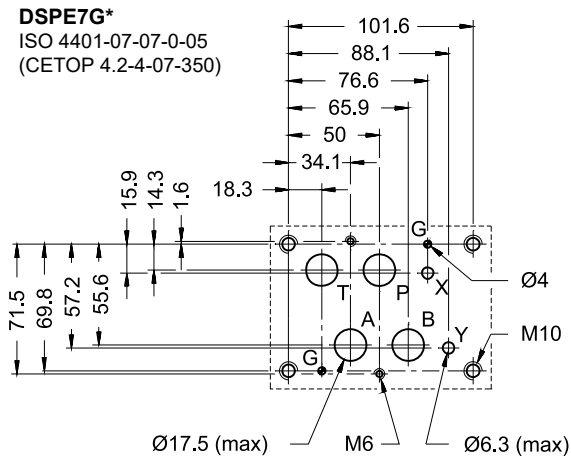 DSPE7G*
ISO 4401-07-07-0-05
(CETOP 4.2-4-07-350)
101.6
88.1
76.6
65.9
50
34.1
18.3
15.9
14.3
1.6
71.5
69.8
57.2
55.6
G
T
P
X
Ø4
A
B
Y
M10
G
Ø17.5 (max)
M6
Ø6.3 (max)